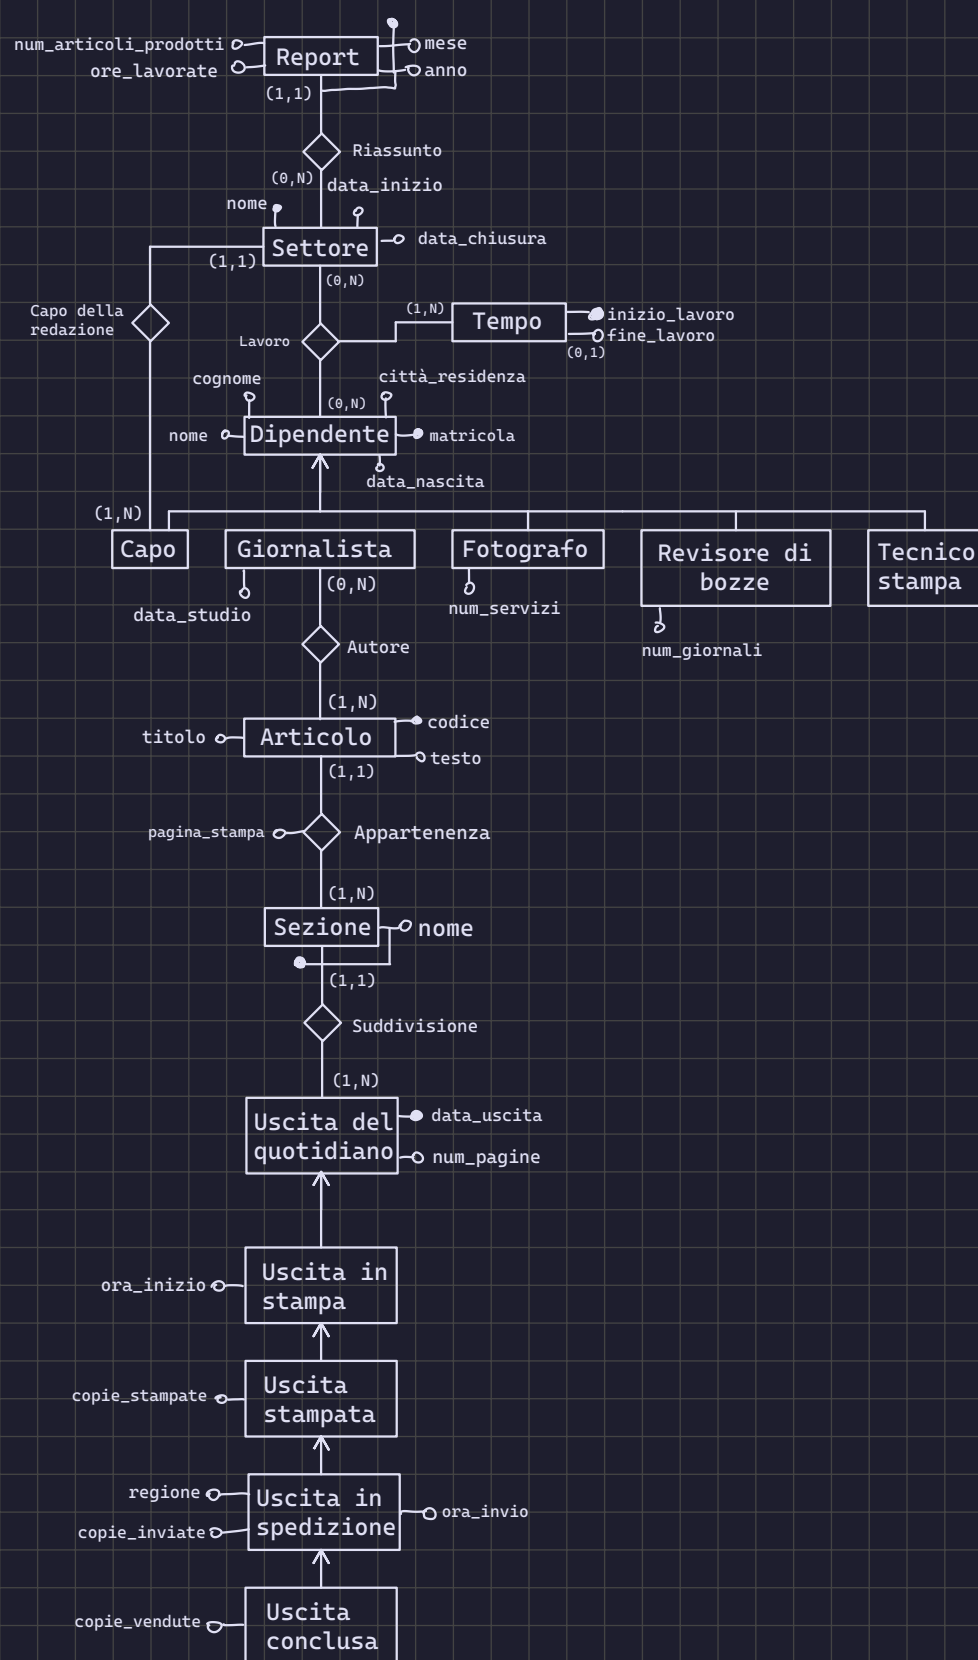 num_articoli_prodotti
Report
mese
ore_lavorate
anno
(1,1)
Riassunto
(0,N)
data_inizio
nome
Settore
data_chiusura
(1,1)
(0,N)
Capo della
redazione
(1,N)
Tempo
inizio_lavoro
fine_lavoro
(0,1)
Lavoro
cognome
città_residenza
(0,N)
nome
Dipendente
matricola
data_nascita
(1,N)
Capo
Giornalista
Fotografo
Revisore di
bozze
Tecnico
stampa
data_studio
(0,N)
num_servizi
num_giornali
Autore
(1,N)
titolo
Articolo
codice
testo
(1,1)
pagina_stampa
Appartenenza
(1,N)
Sezione
nome
(1,1)
Suddivisione
(1,N)
Uscita del
quotidiano
data_uscita
num_pagine
ora_inizio
Uscita in
stampa
copie_stampate
Uscita
stampata
regione
copie_inviate
Uscita in
spedizione
ora_invio
copie_vendute
Uscita
conclusa